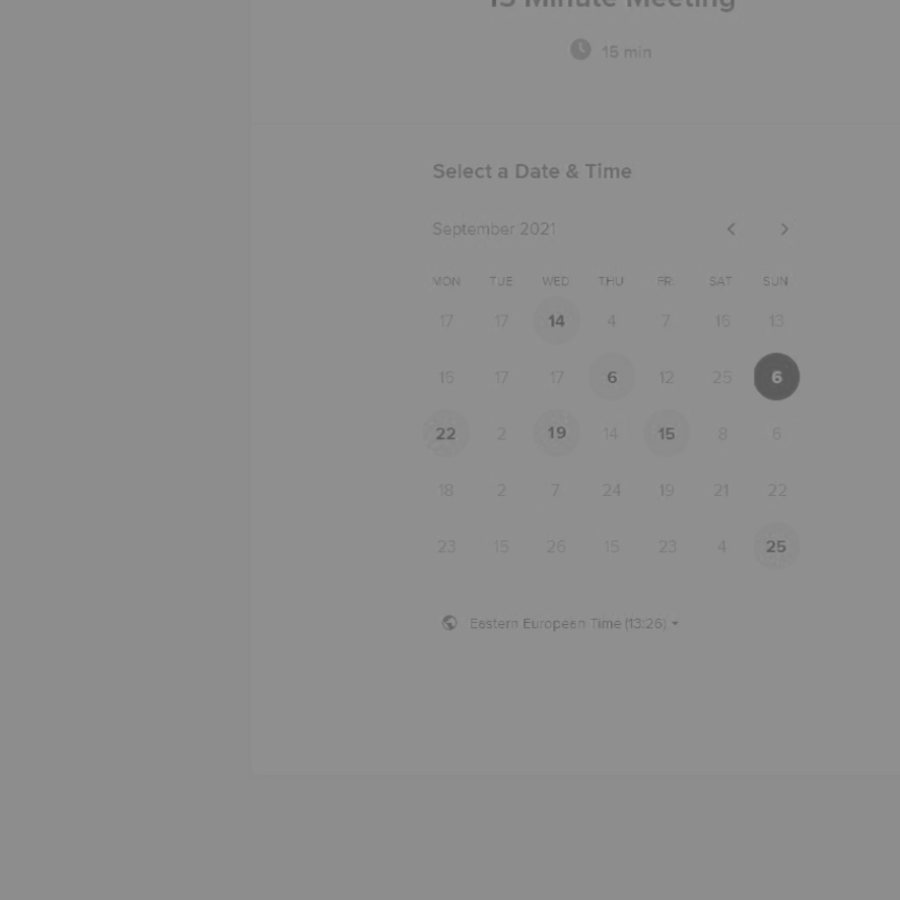 15 Minute Meeting
15 min
Select a Date & Time
September 2021
MON TUE WED THU FRI SAT SUN
17 17 14 4 7 16 13
16 17 17 6 12 25 6
22 2 19 14 15 8 6
18 2 7 24 19 21 22
23 15 26 15 23 4 25
Eastern European Time (13:26)